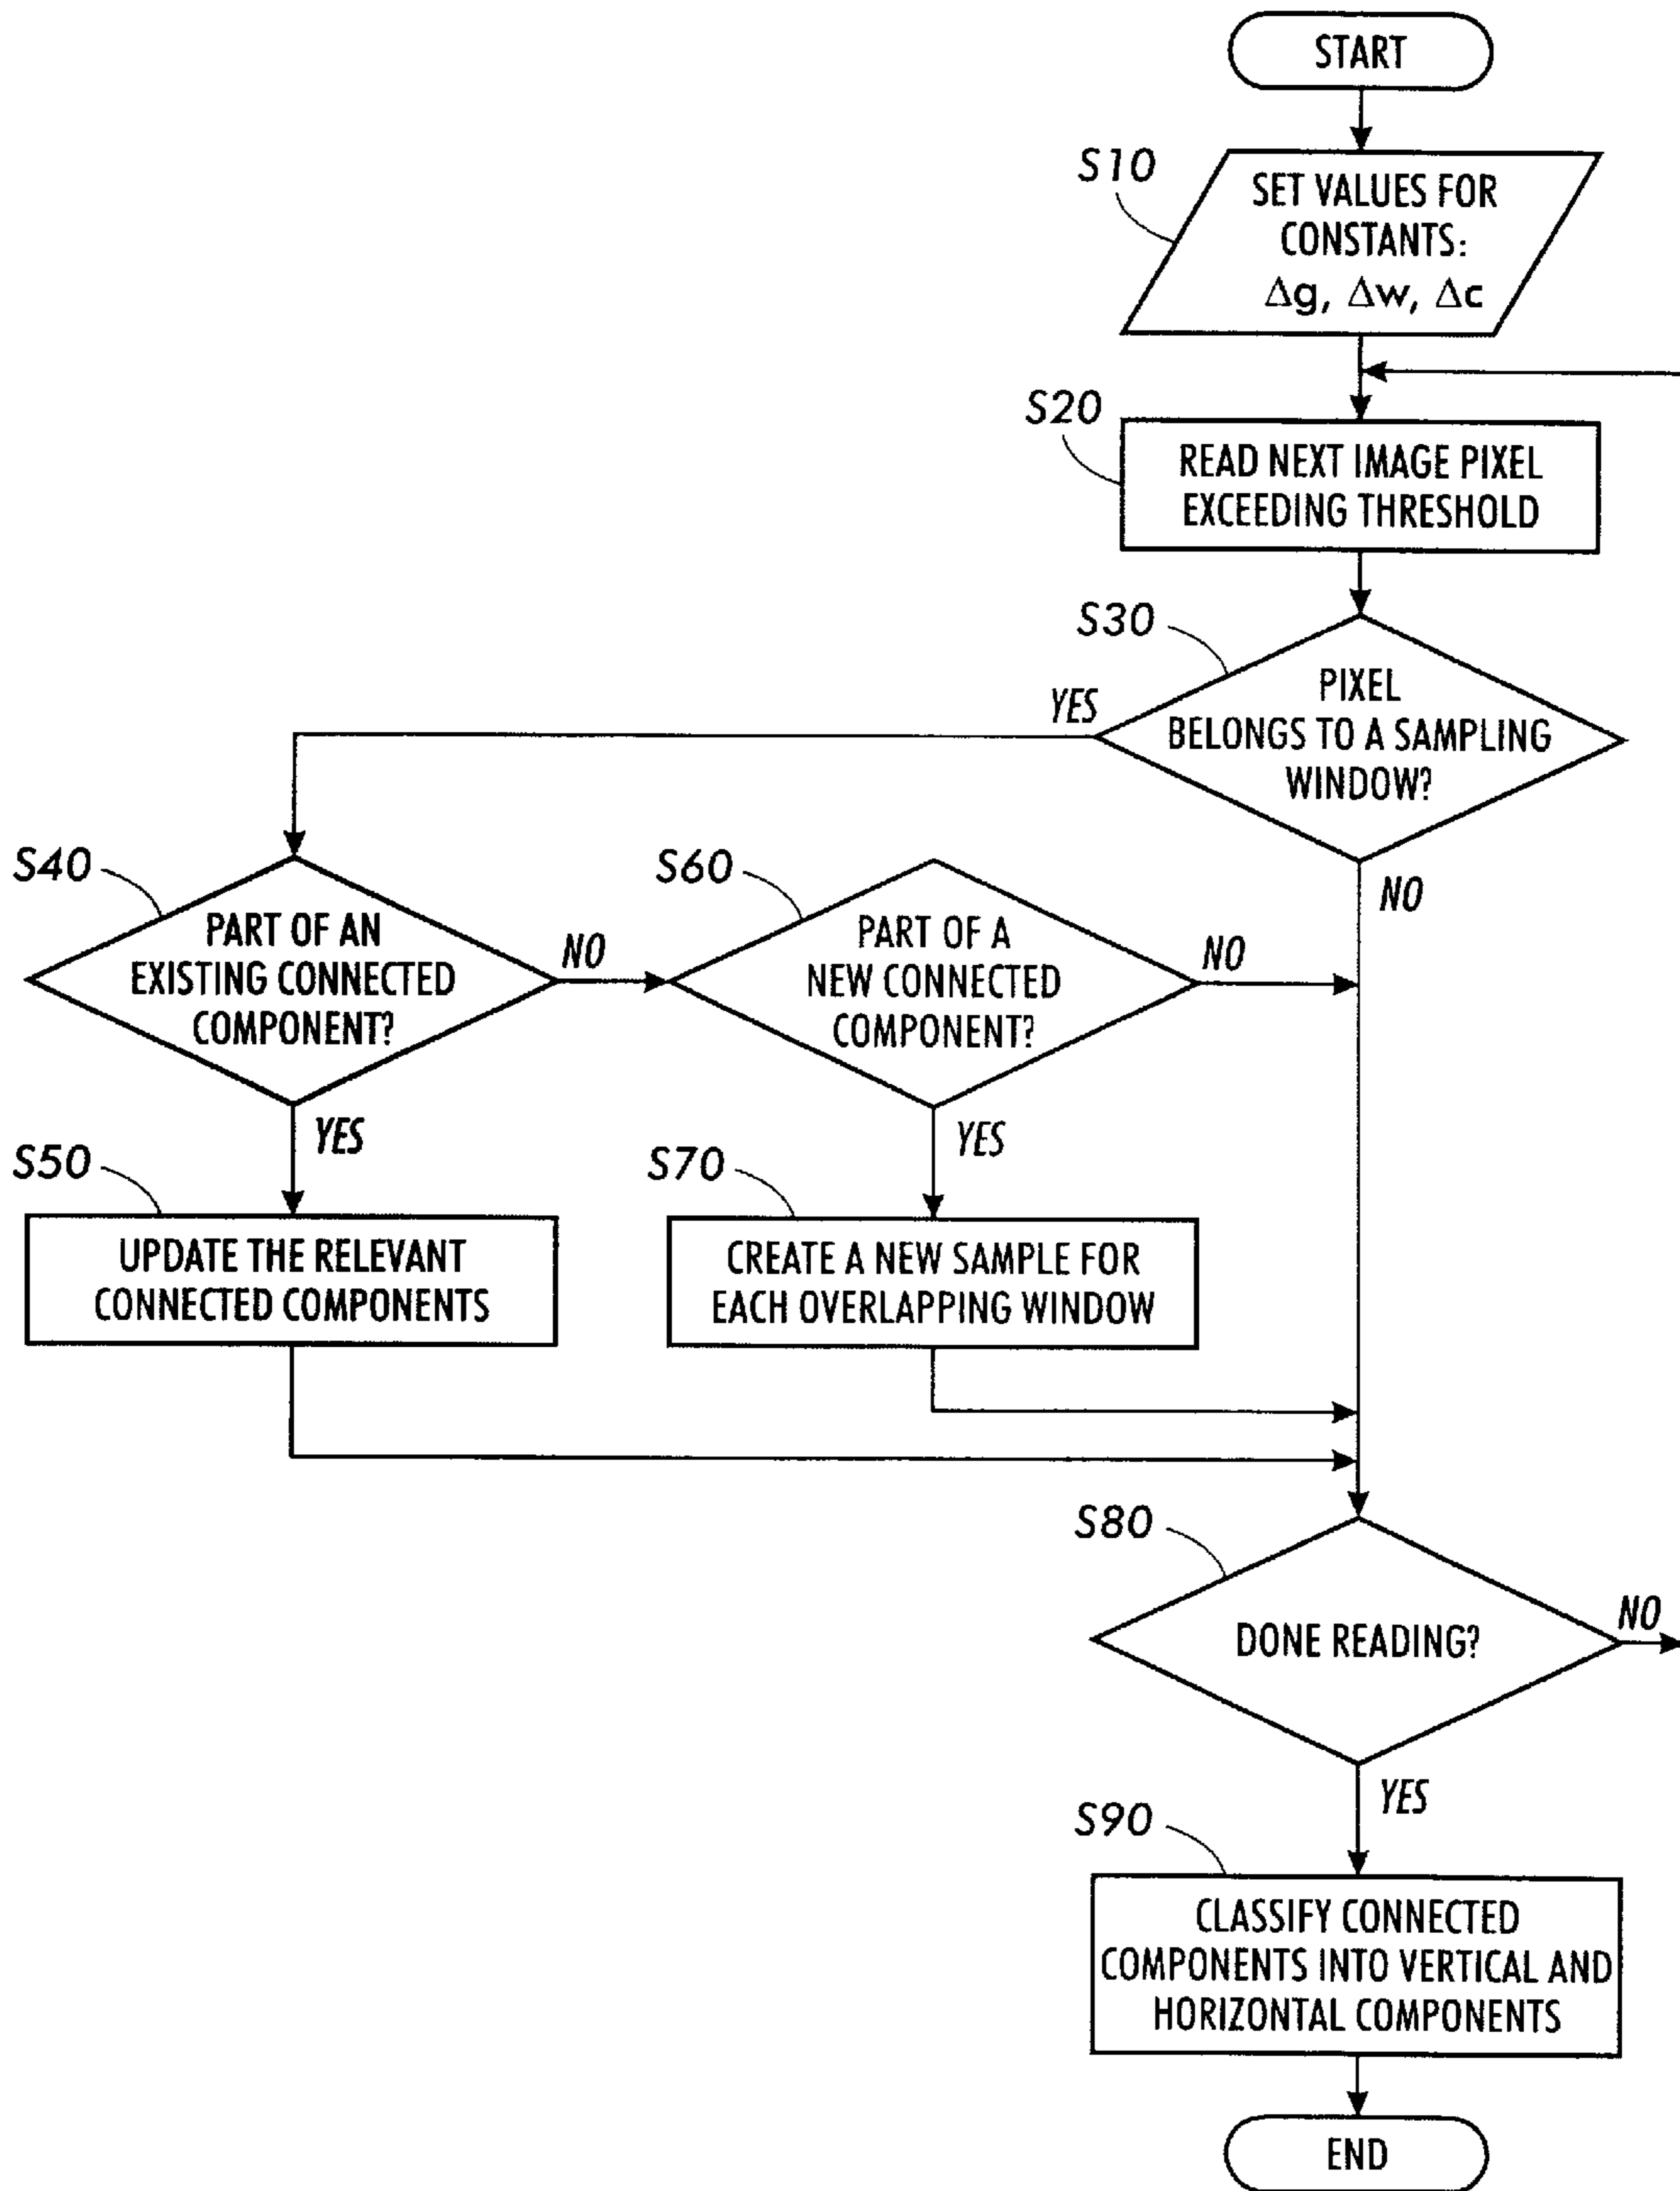 START
S10
SET VALUES FOR
CONSTANTS:
Δg, Δw, Δc
S20
READ NEXT IMAGE PIXEL
EXCEEDING THRESHOLD
S30
PIXEL
BELONGS TO A SAMPLING
WINDOW?
YES
NO
S40
PART OF AN
EXISTING CONNECTED
COMPONENT?
NO
YES
S60
PART OF A
NEW CONNECTED
COMPONENT?
NO
YES
S50
UPDATE THE RELEVANT
CONNECTED COMPONENTS
S70
CREATE A NEW SAMPLE FOR
EACH OVERLAPPING WINDOW
S80
DONE READING?
NO
YES
S90
CLASSIFY CONNECTED
COMPONENTS INTO VERTICAL AND
HORIZONTAL COMPONENTS
END